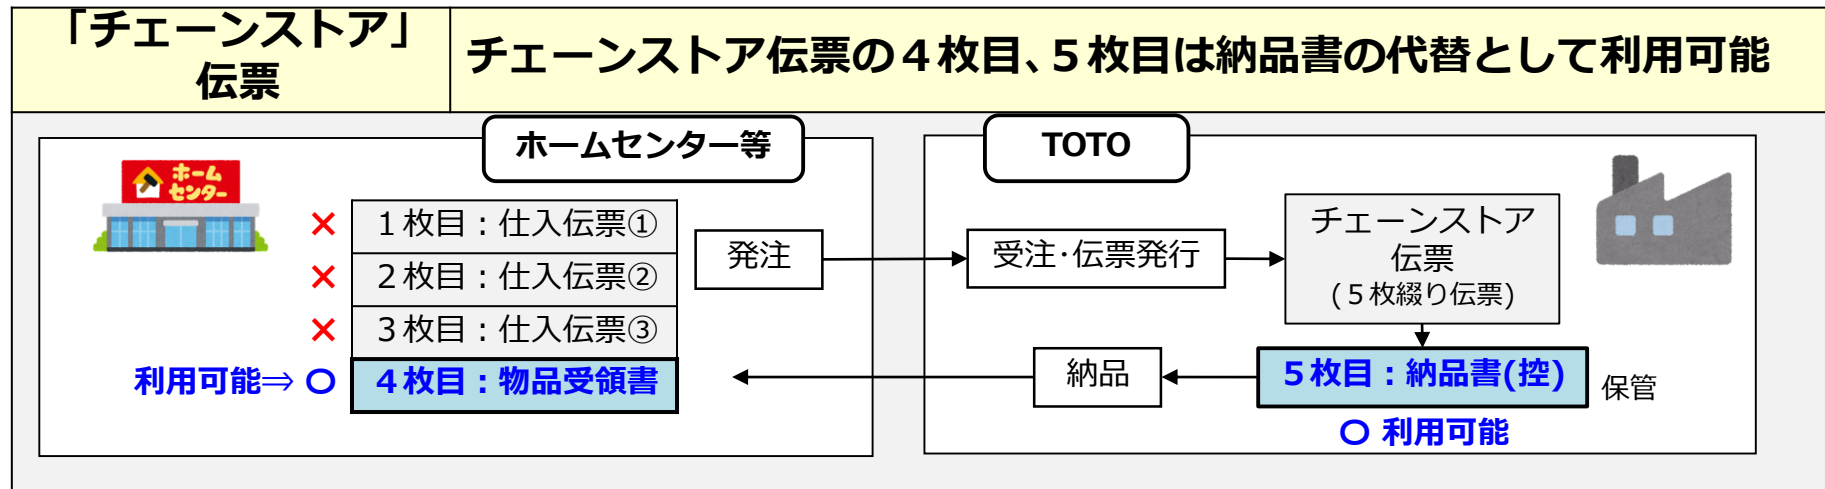 「チェーンストア」
伝票
チェーンストア伝票の４枚目、５枚目は納品書の代替として利用可能
ホームセンター等
ホーム
センター
× １枚目：仕入伝票①
× ２枚目：仕入伝票②
× ３枚目：仕入伝票③
利用可能⇒ 〇 ４枚目：物品受領書
発注
TOTO
受注･伝票発行
チェーンストア
伝票
(５枚綴り伝票)
納品
５枚目：納品書(控)
保管
〇 利用可能